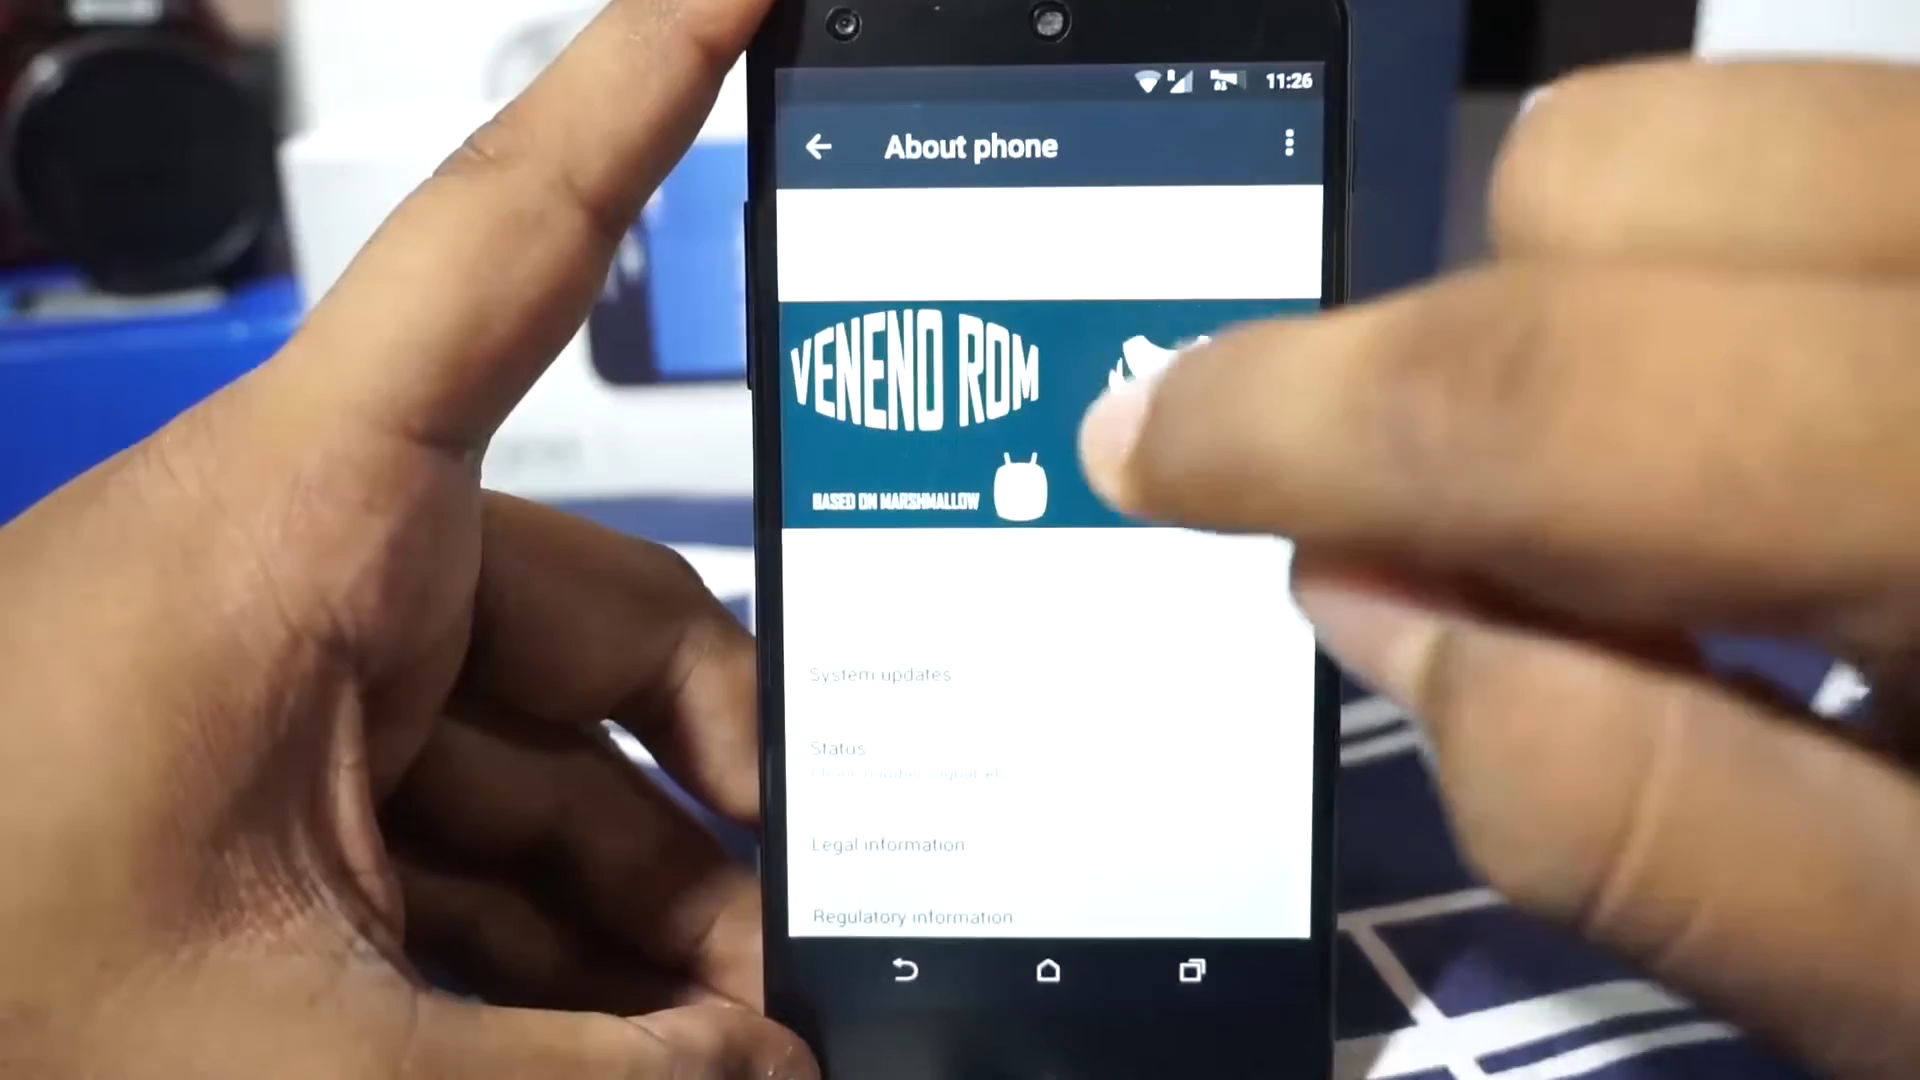 11:26
About phone
VENENO ROM
BASED ON MARSHMALLOW
System updates
Status
Legal information
Regulatory information